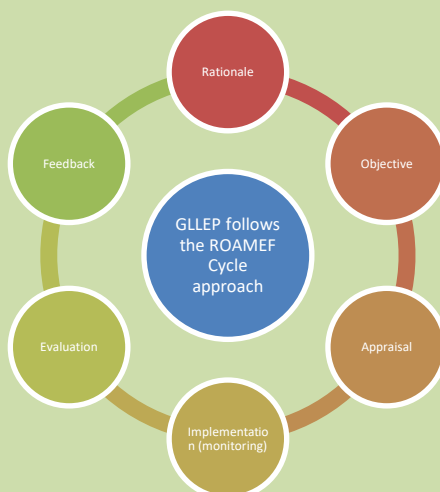 Rationale
Objective
Appraisal
Implementatio
n (monitoring)
Evaluation
Feedback
GLLEP follows
the ROAMEF
Cycle
approach